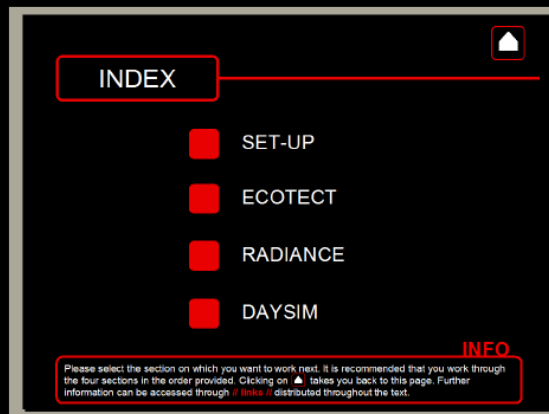 INDEX
SET-UP
ECOTECT
RADIANCE
DAYSIM
INFO
Please select the section on which you want to work next. It is recommended that you work through
the four sections in the order provided. Clicking on takes you back to this page. Further
information can be accessed through // links // distributed throughout the text.